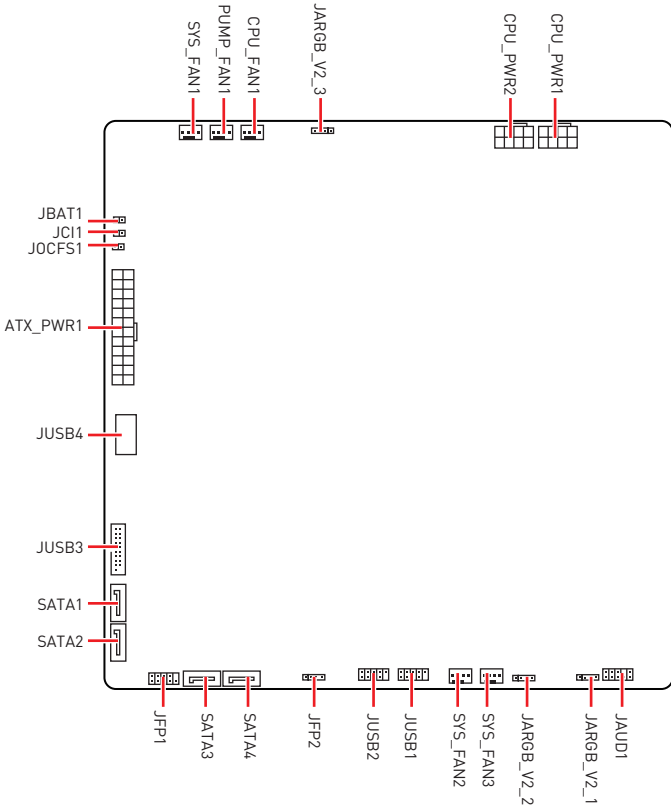 SYS_FAN1
PUMP_FAN1
CPU_FAN1
JARGB_V2_3
CPU_PWR2
CPU_PWR1
JBAT1
JCI1
JOCFS1
ATX_PWR1
JUSB4
JUSB3
SATA1
SATA2
JFP1
SATA3
SATA4
JFP2
JUSB2
JUSB1
SYS_FAN2
SYS_FAN3
JARGB_V2_2
JARGB_V2_1
JAUD1